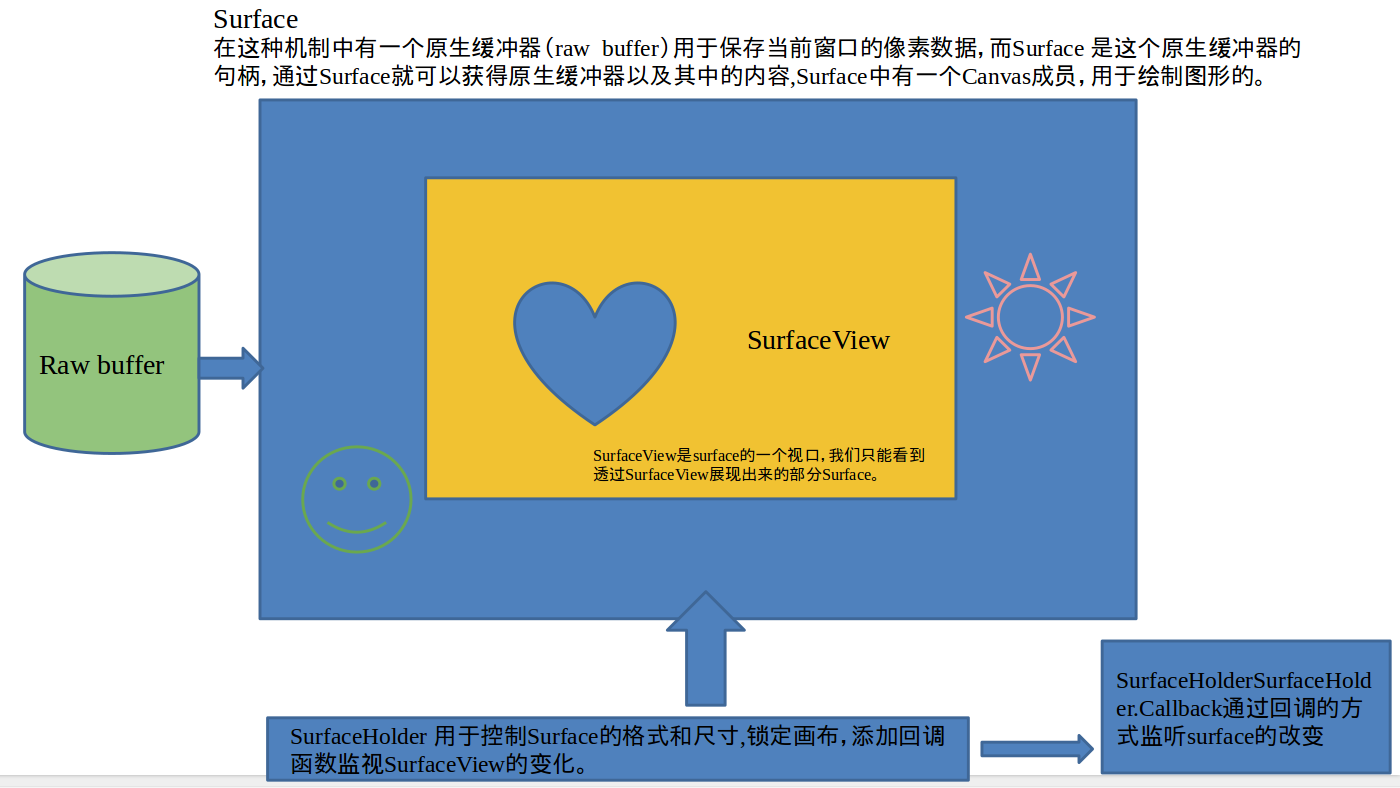 Surface
在这种机制中有一个原生缓冲器（raw buffer）用于保存当前窗口的像素数据，而Surface 是这个原生缓冲器的
句柄，通过Surface就可以获得原生缓冲器以及其中的内容,Surface中有一个Canvas成员，用于绘制图形的。
Raw buffer
SurfaceView
SurfaceView是surface的一个视口，我们只能看到
透过SurfaceView展现出来的部分Surface。
SurfaceHolder 用于控制Surface的格式和尺寸,锁定画布，添加回调
函数监视SurfaceView的变化。
SurfaceHolderSurfaceHold
er.Callback通过回调的方
式监听surface的改变